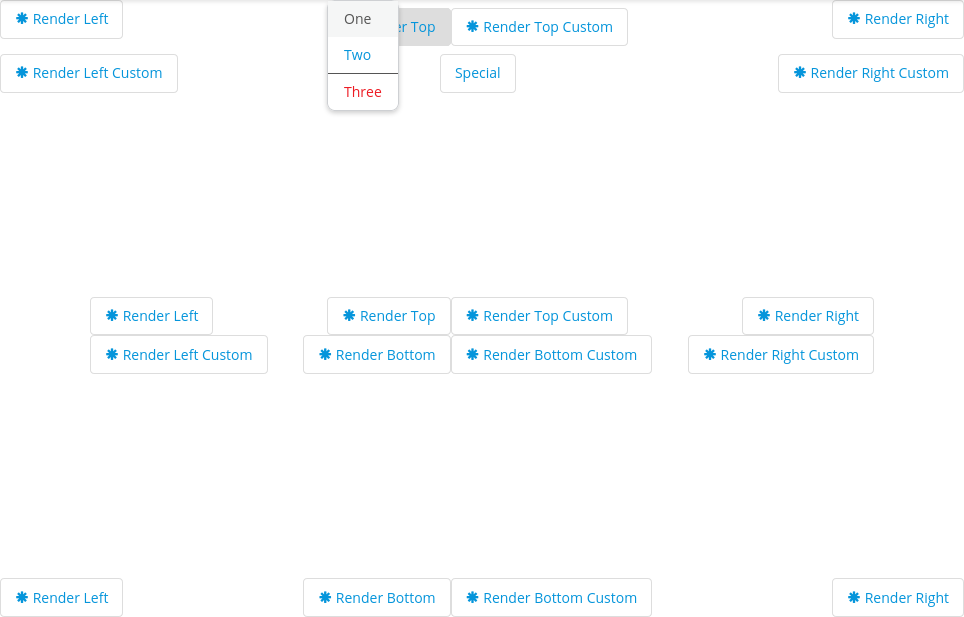 Render Left
One
er Top
Render Top Custom
Render Right
Two
Render Left Custom
Special
Render Right Custom
Three
Render Left
Render Top
Render Top Custom
Render Right
Render Left Custom
Render Bottom
Render Bottom Custom
Render Right Custom
Render Left
Render Bottom
Render Bottom Custom
Render Right